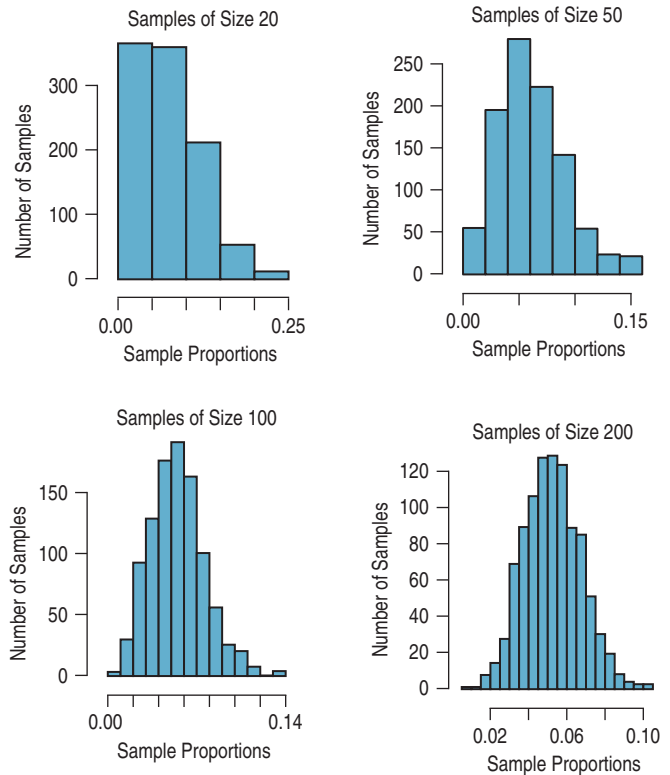 Samples of Size 20
Number of Samples
300
200
100
0
0.00
0.25
Sample Proportions
Samples of Size 50
Number of Samples
250
200
150
100
50
0
0.00
0.15
Sample Proportions
Samples of Size 100
Number of Samples
150
100
50
0
0.00
0.14
Sample Proportions
Samples of Size 200
Number of Samples
120
100
80
60
40
20
0
0.02
0.06
0.10
Sample Proportions